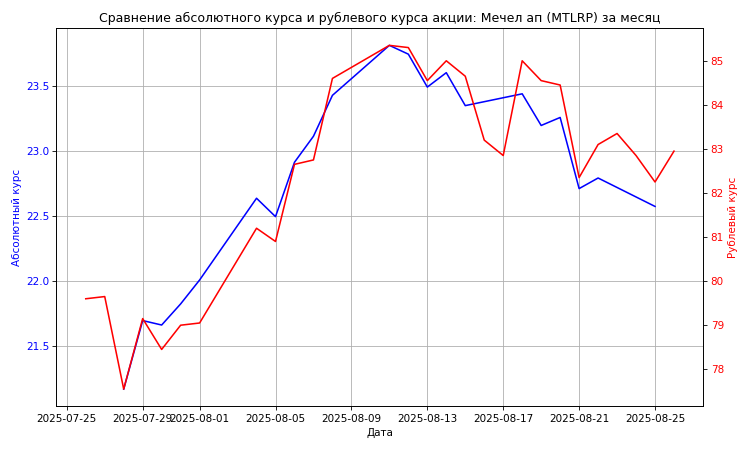 Сравнение абсолютного курса и рублевого курса акции: Мечел ап (MTLRP) за месяц
Абсолютный курс
23.5
23.0
22.5
22.0
21.5
85
84
83
82
81
80
79
78
Рублевый курс
2025-07-25 2025-07-29 2025-08-01 2025-08-05 2025-08-09 2025-08-13 2025-08-17 2025-08-21 2025-08-25
Дата